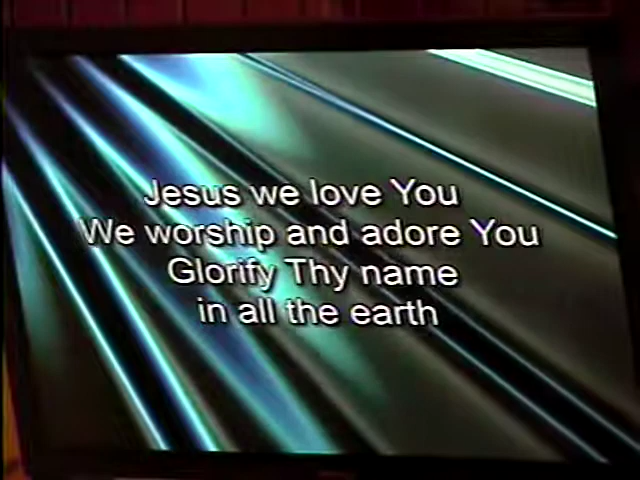 Jesus we love You
We worship and adore You
Glorify Thy name
in all the earth